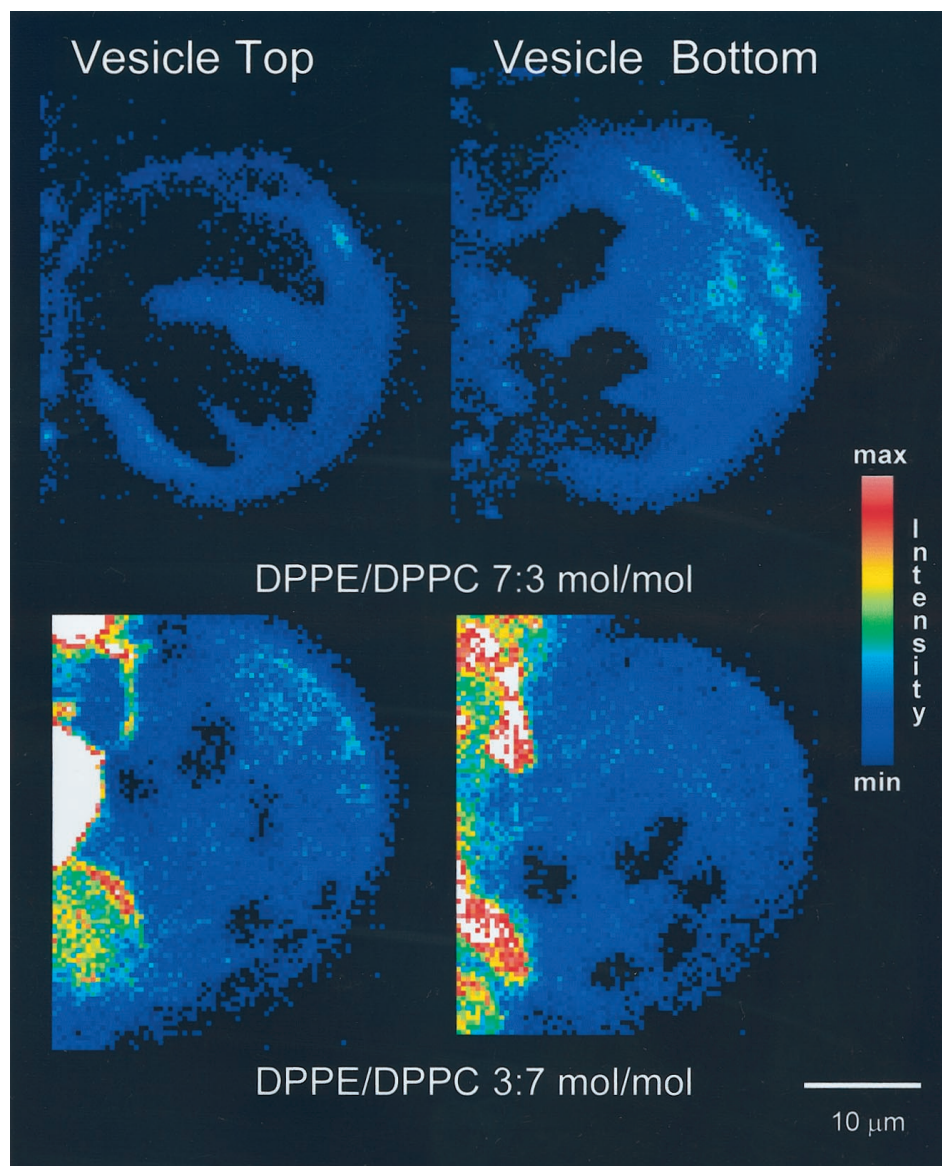 Vesicle Top
Vesicle Bottom
DPPE/DPPC 7:3 mol/mol
max
Intensity
min
DPPE/DPPC 3:7 mol/mol
10 μm